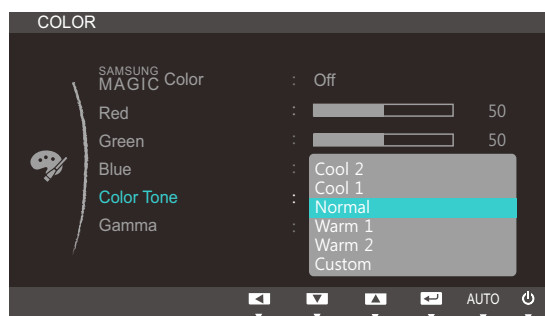 COLOR
SAMSUNG MAGIC Color : Off
Red : 50
Green : 50
Blue :
Color Tone :
Gamma :
Cool 2
Cool 1
Normal
Warm 1
Warm 2
Custom
AUTO